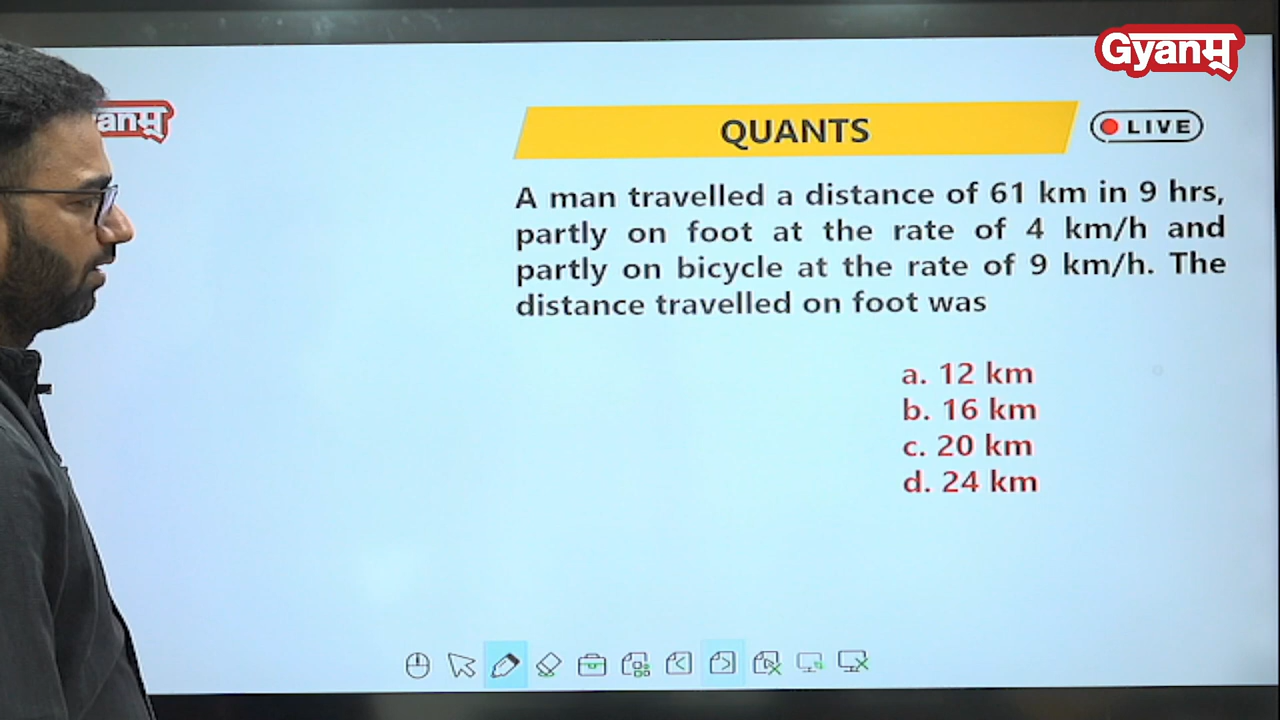 Gyanम्
anम्
QUANTS
LIVE
A man travelled a distance of 61 km in 9 hrs,
partly on foot at the rate of 4 km/h and
partly on bicycle at the rate of 9 km/h. The
distance travelled on foot was
a. 12 km
b. 16 km
c. 20 km
d. 24 km